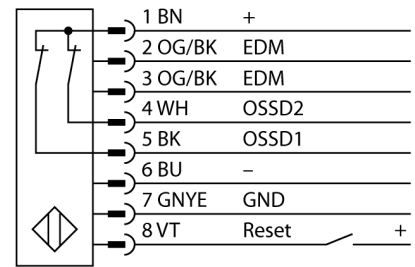 1 BN +
2 OG/BK EDM
3 OG/BK EDM
4 WH OSSD2
5 BK OSSD1
6 BU –
7 GNYE GND
8 VT Reset +